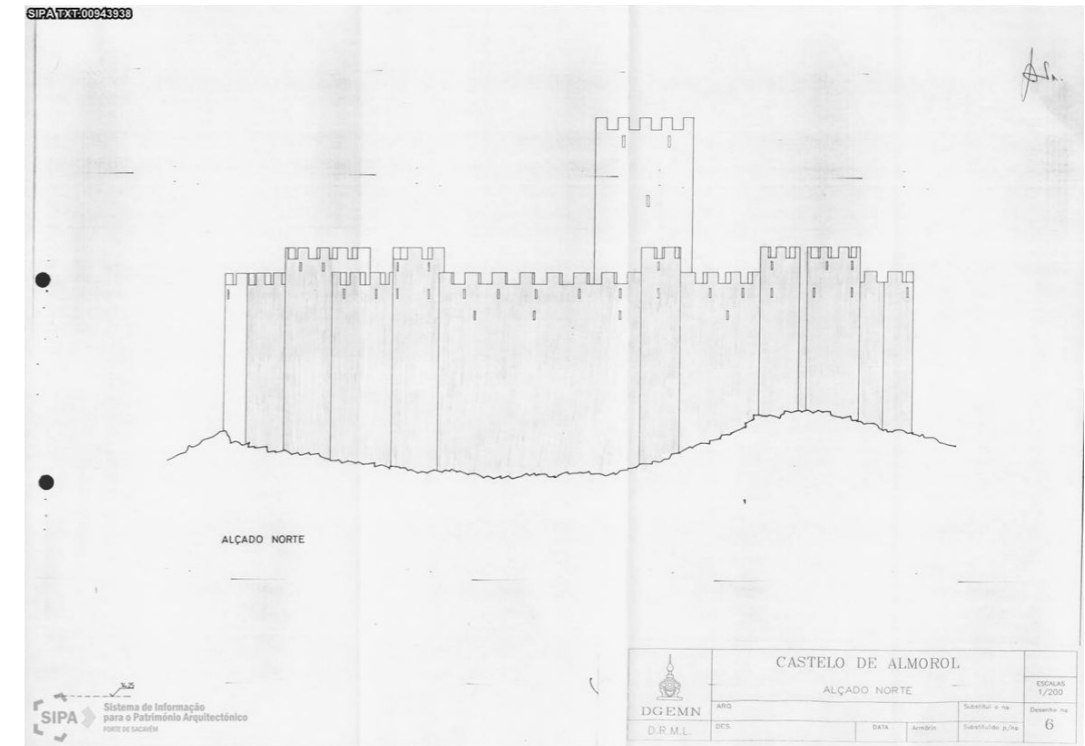 SIPA TXT:00943938
ALÇADO NORTE
SIPA
Sistema de Informação
para o Património Arquitectónico
FORTE DE SACAVÉM
CASTELO DE ALMOROL
ALÇADO NORTE
ESCALAS
1/200
DGEMN
D.R.M.L.
ARQ.
DES.
DATA
Armário
Substitui o no
Substituído p/no
Desenho no
6